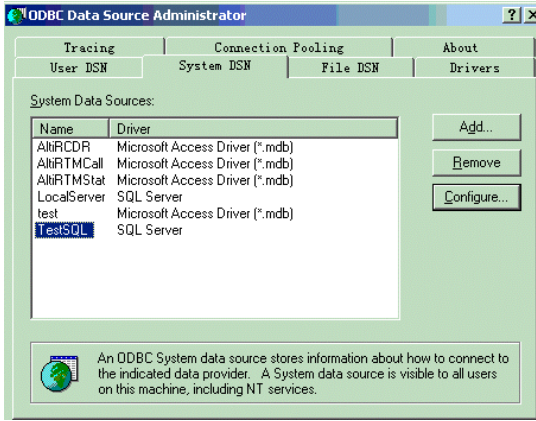 ODBC Data Source Administrator
Tracing Connection Pooling About
User DSN System DSN File DSN Drivers
System Data Sources:
Name Driver
AltiRCDR Microsoft Access Driver (*.mdb)
AltiRTMCall Microsoft Access Driver (*.mdb)
AltiRTMStat Microsoft Access Driver (*.mdb)
LocalServer SQL Server
test Microsoft Access Driver (*.mdb)
TestSQL SQL Server
Add...
Remove
Configure...
An ODBC System data source stores information about how to connect to
the indicated data provider. A System data source is visible to all users
on this machine, including NT services.